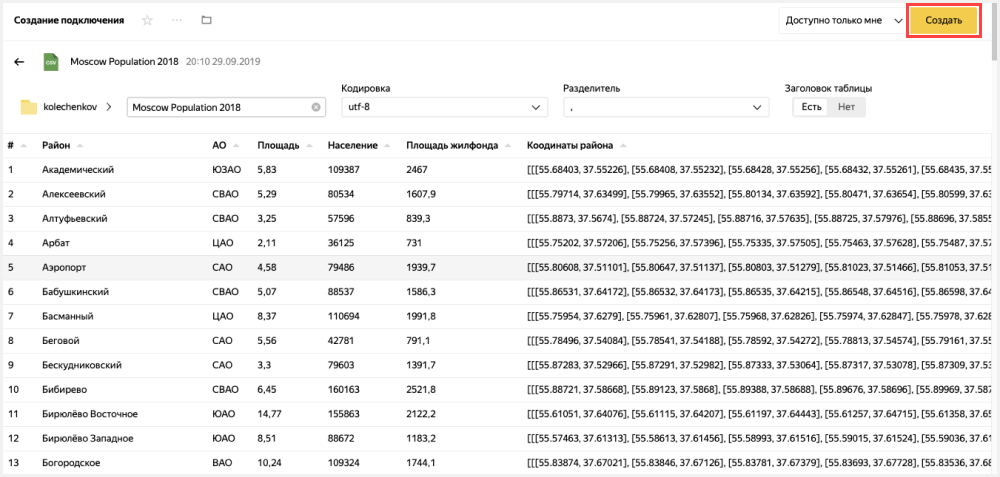 Создание подключения Доступно только мне Создать
CSV Moscow Population 2018 20:10 29.09.2019
Кодировка Разделитель Заголовок таблицы
kolechenkov Moscow Population 2018 utf-8 , Есть Нет
# Район АО Площадь Население Площадь жилфонда Коодинаты района
1 Академический ЮЗАО 5,83 109387 2467 [[[55.68403, 37.55226], [55.68408, 37.55232], [55.68428, 37.55256], [55.68432, 37.55261], [55.68435, 37.55
2 Алексеевский СВАО 5,29 80534 1607,9 [[[55.79714, 37.63499], [55.79965, 37.63552], [55.80134, 37.63592], [55.80471, 37.63654], [55.80599, 37.63
3 Алтуфьевский СВАО 3,25 57596 839,3 [[[55.8873, 37.5674], [55.88724, 37.57245], [55.88716, 37.57635], [55.88725, 37.57976], [55.88696, 37.5855
4 Арбат ЦАО 2,11 36125 731 [[[55.75202, 37.57206], [55.75256, 37.57396], [55.75335, 37.57505], [55.75463, 37.57628], [55.75487, 37.57
5 Аэропорт САО 4,58 79486 1939,7 [[[55.80608, 37.51101], [55.80647, 37.51137], [55.80803, 37.51279], [55.81023, 37.51466], [55.81053, 37.51
6 Бабушкинский СВАО 5,07 88537 1586,3 [[[55.86531, 37.64172], [55.86532, 37.64173], [55.86535, 37.64215], [55.86548, 37.64516], [55.86598, 37.64
7 Басманный ЦАО 8,37 110694 1991,8 [[[55.75954, 37.6279], [55.75961, 37.62807], [55.75968, 37.62826], [55.75974, 37.62847], [55.75978, 37.628
8 Беговой САО 5,56 42781 791,1 [[[55.78496, 37.54084], [55.78541, 37.54188], [55.78592, 37.54272], [55.78813, 37.54574], [55.79161, 37.55
9 Бескудниковский САО 3,3 79603 1391,7 [[[55.87283, 37.52966], [55.87291, 37.52982], [55.87333, 37.53064], [55.87317, 37.53078], [55.87309, 37.53
10 Бибирево СВАО 6,45 160163 2521,8 [[[55.88721, 37.58668], [55.89123, 37.5868], [55.89388, 37.58688], [55.89676, 37.58696], [55.89969, 37.587
11 Бирюлёво Восточное ЮАО 14,77 155863 2122,2 [[[55.61051, 37.64076], [55.61115, 37.64207], [55.61197, 37.64443], [55.61257, 37.64715], [55.61358, 37.65
12 Бирюлёво Западное ЮАО 8,51 88672 1183,2 [[[55.57463, 37.61313], [55.58613, 37.61456], [55.58993, 37.61516], [55.59015, 37.61524], [55.59036, 37.61
13 Богородское ВАО 10,24 109324 1744,1 [[[55.83874, 37.67021], [55.83846, 37.67126], [55.83781, 37.67379], [55.83693, 37.67728], [55.83536, 37.68